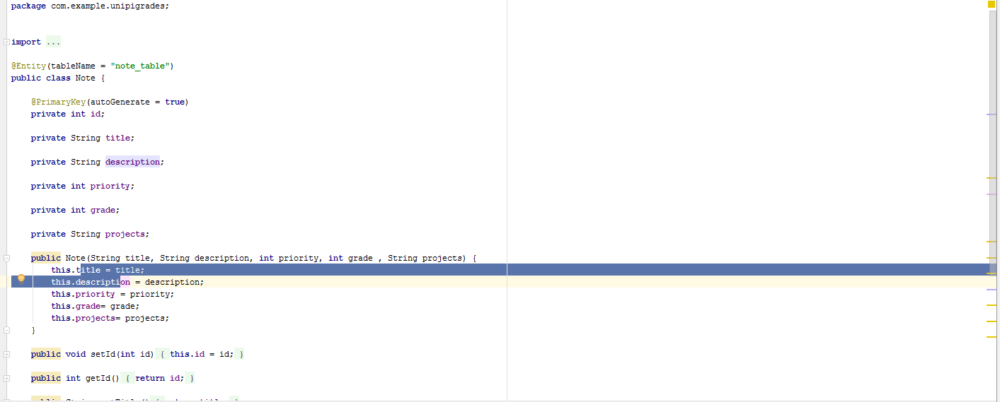 package com.example.unipigrades;
import ...
@Entity(tableName = "note_table")
public class Note {
@PrimaryKey(autoGenerate = true)
private int id;
private String title;
private String description;
private int priority;
private int grade;
private String projects;
public Note(String title, String description, int priority, int grade , String projects) {
this.title = title;
this.description = description;
this.priority = priority;
this.grade= grade;
this.projects= projects;
}
public void setId(int id) { this.id = id; }
public int getId() { return id; }